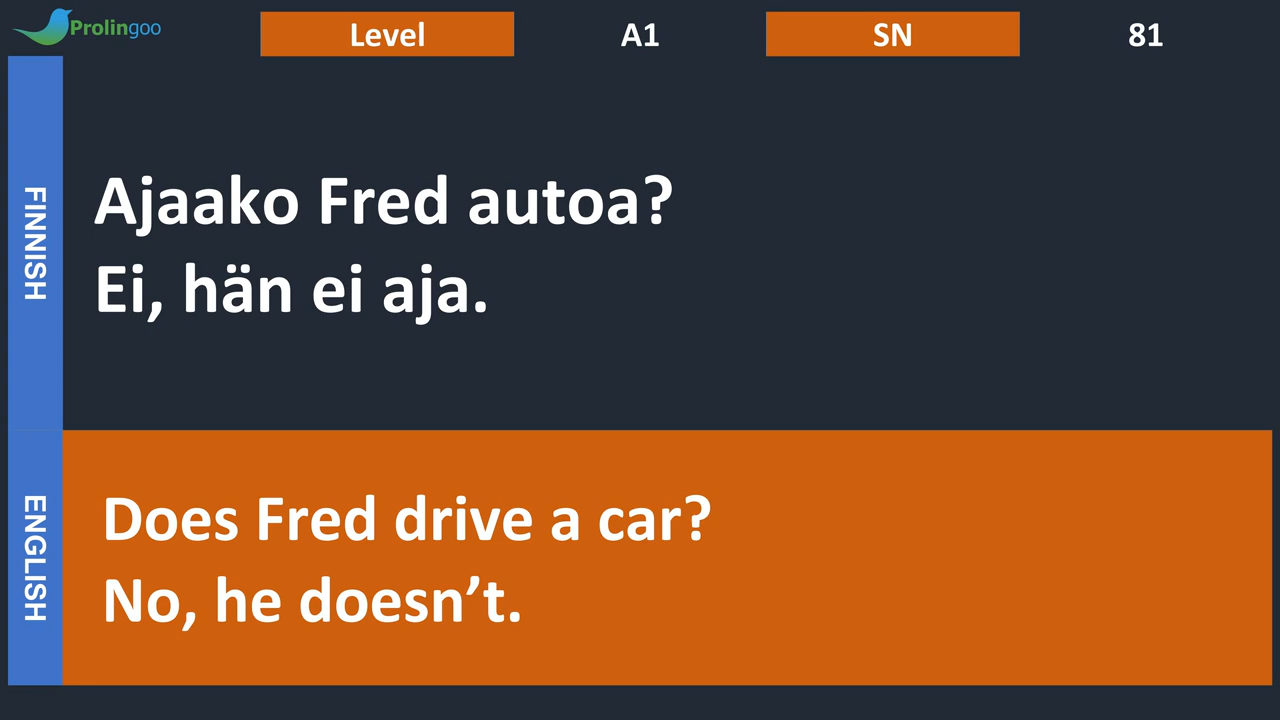 Prolingoo
Level A1 SN 81
FINNISH
Ajaako Fred autoa?
Ei, hän ei aja.
ENGLISH
Does Fred drive a car?
No, he doesn’t.